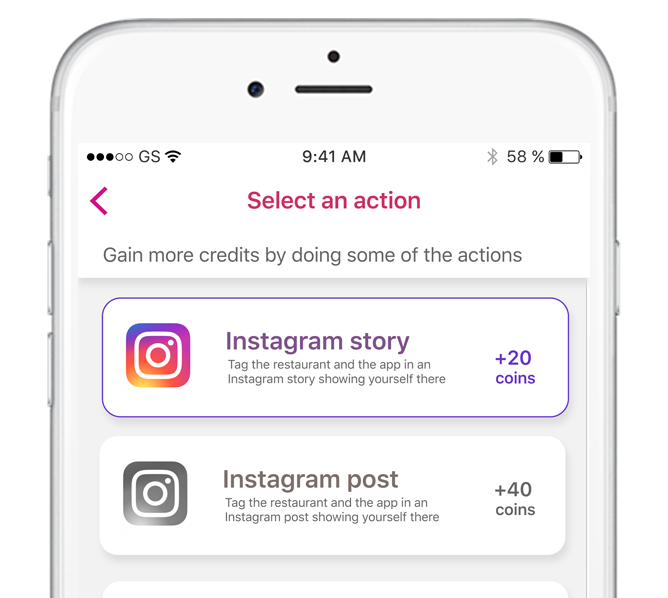 GS 9:41 AM 58 %
Select an action
Gain more credits by doing some of the actions
Instagram story
Tag the restaurant and the app in an
Instagram story showing yourself there
+20
coins
Instagram post
Tag the restaurant and the app in an
Instagram post showing yourself there
+40
coins